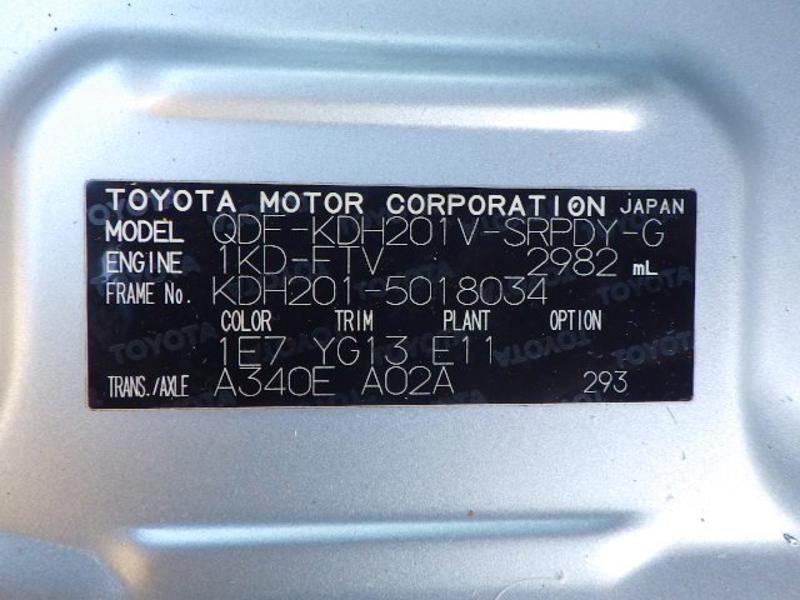 TOYOTA MOTOR CORPORATION JAPAN
MODEL QDF-KDH201V-SRPDY-G
ENGINE 1KD-FTV 2982 mL
FRAME No. KDH201-5018034
COLOR TRIM PLANT OPTION
1E7 YG13 E11
TRANS./AXLE A340E A02A 293